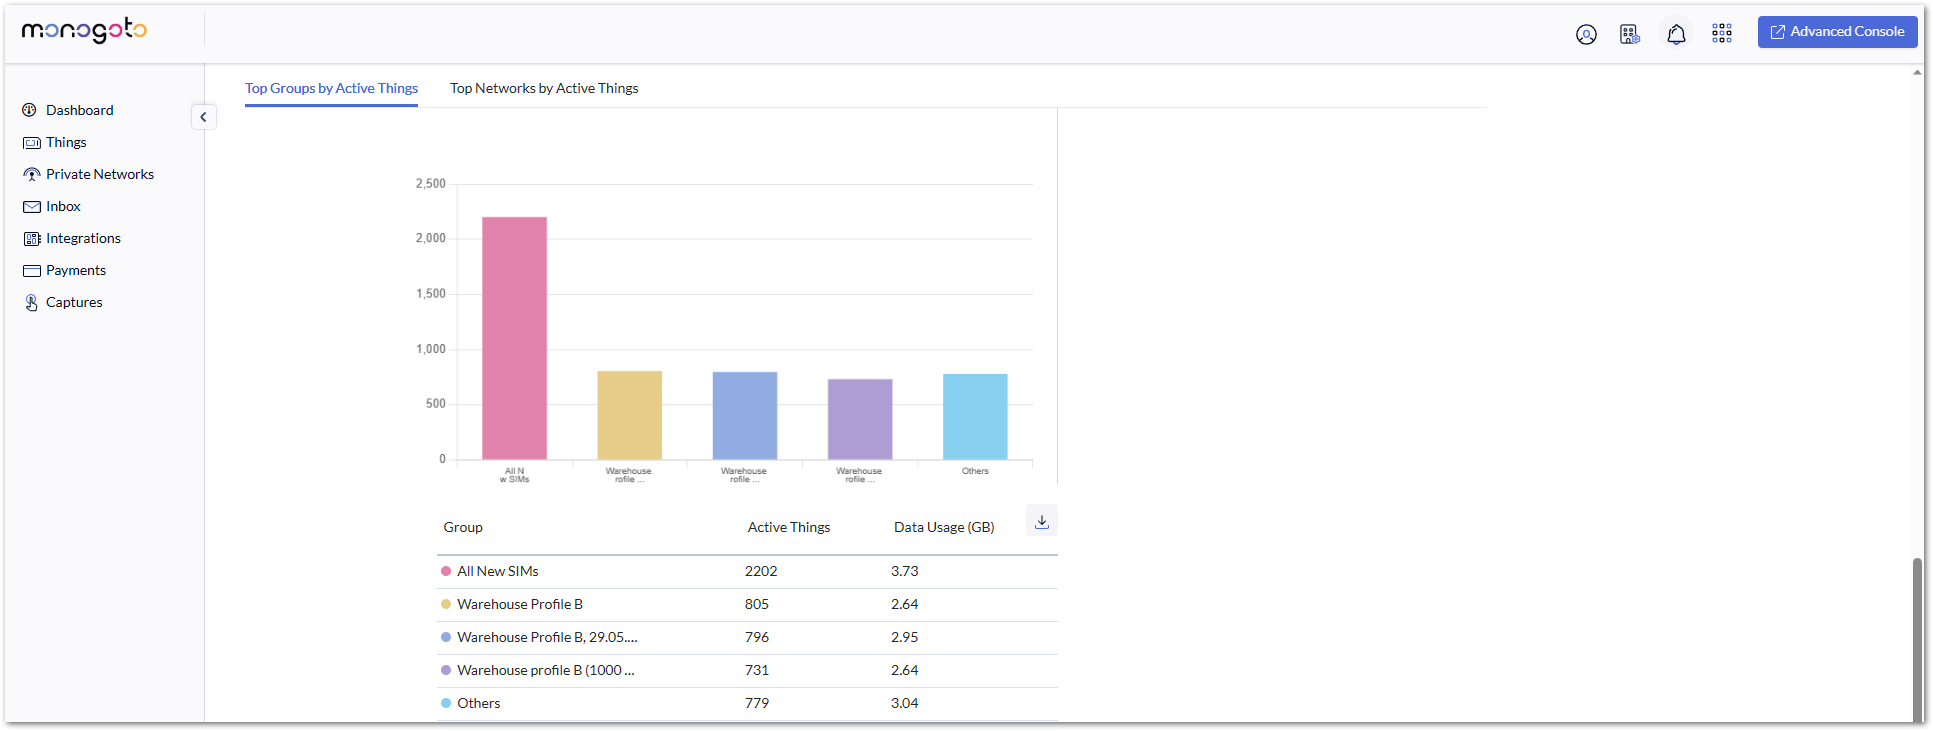 monogoto
Advanced Console
Dashboard
Things
Private Networks
Inbox
Integrations
Payments
Captures
Top Groups by Active Things Top Networks by Active Things
2,500
2,000
1,500
1,000
500
0
All N
w SIMs
Warehouse
rofile ...
Warehouse
rofile ...
Warehouse
rofile ...
Others
Group Active Things Data Usage (GB)
All New SIMs 2202 3.73
Warehouse Profile B 805 2.64
Warehouse Profile B, 29.05.... 796 2.95
Warehouse profile B (1000 ... 731 2.64
Others 779 3.04